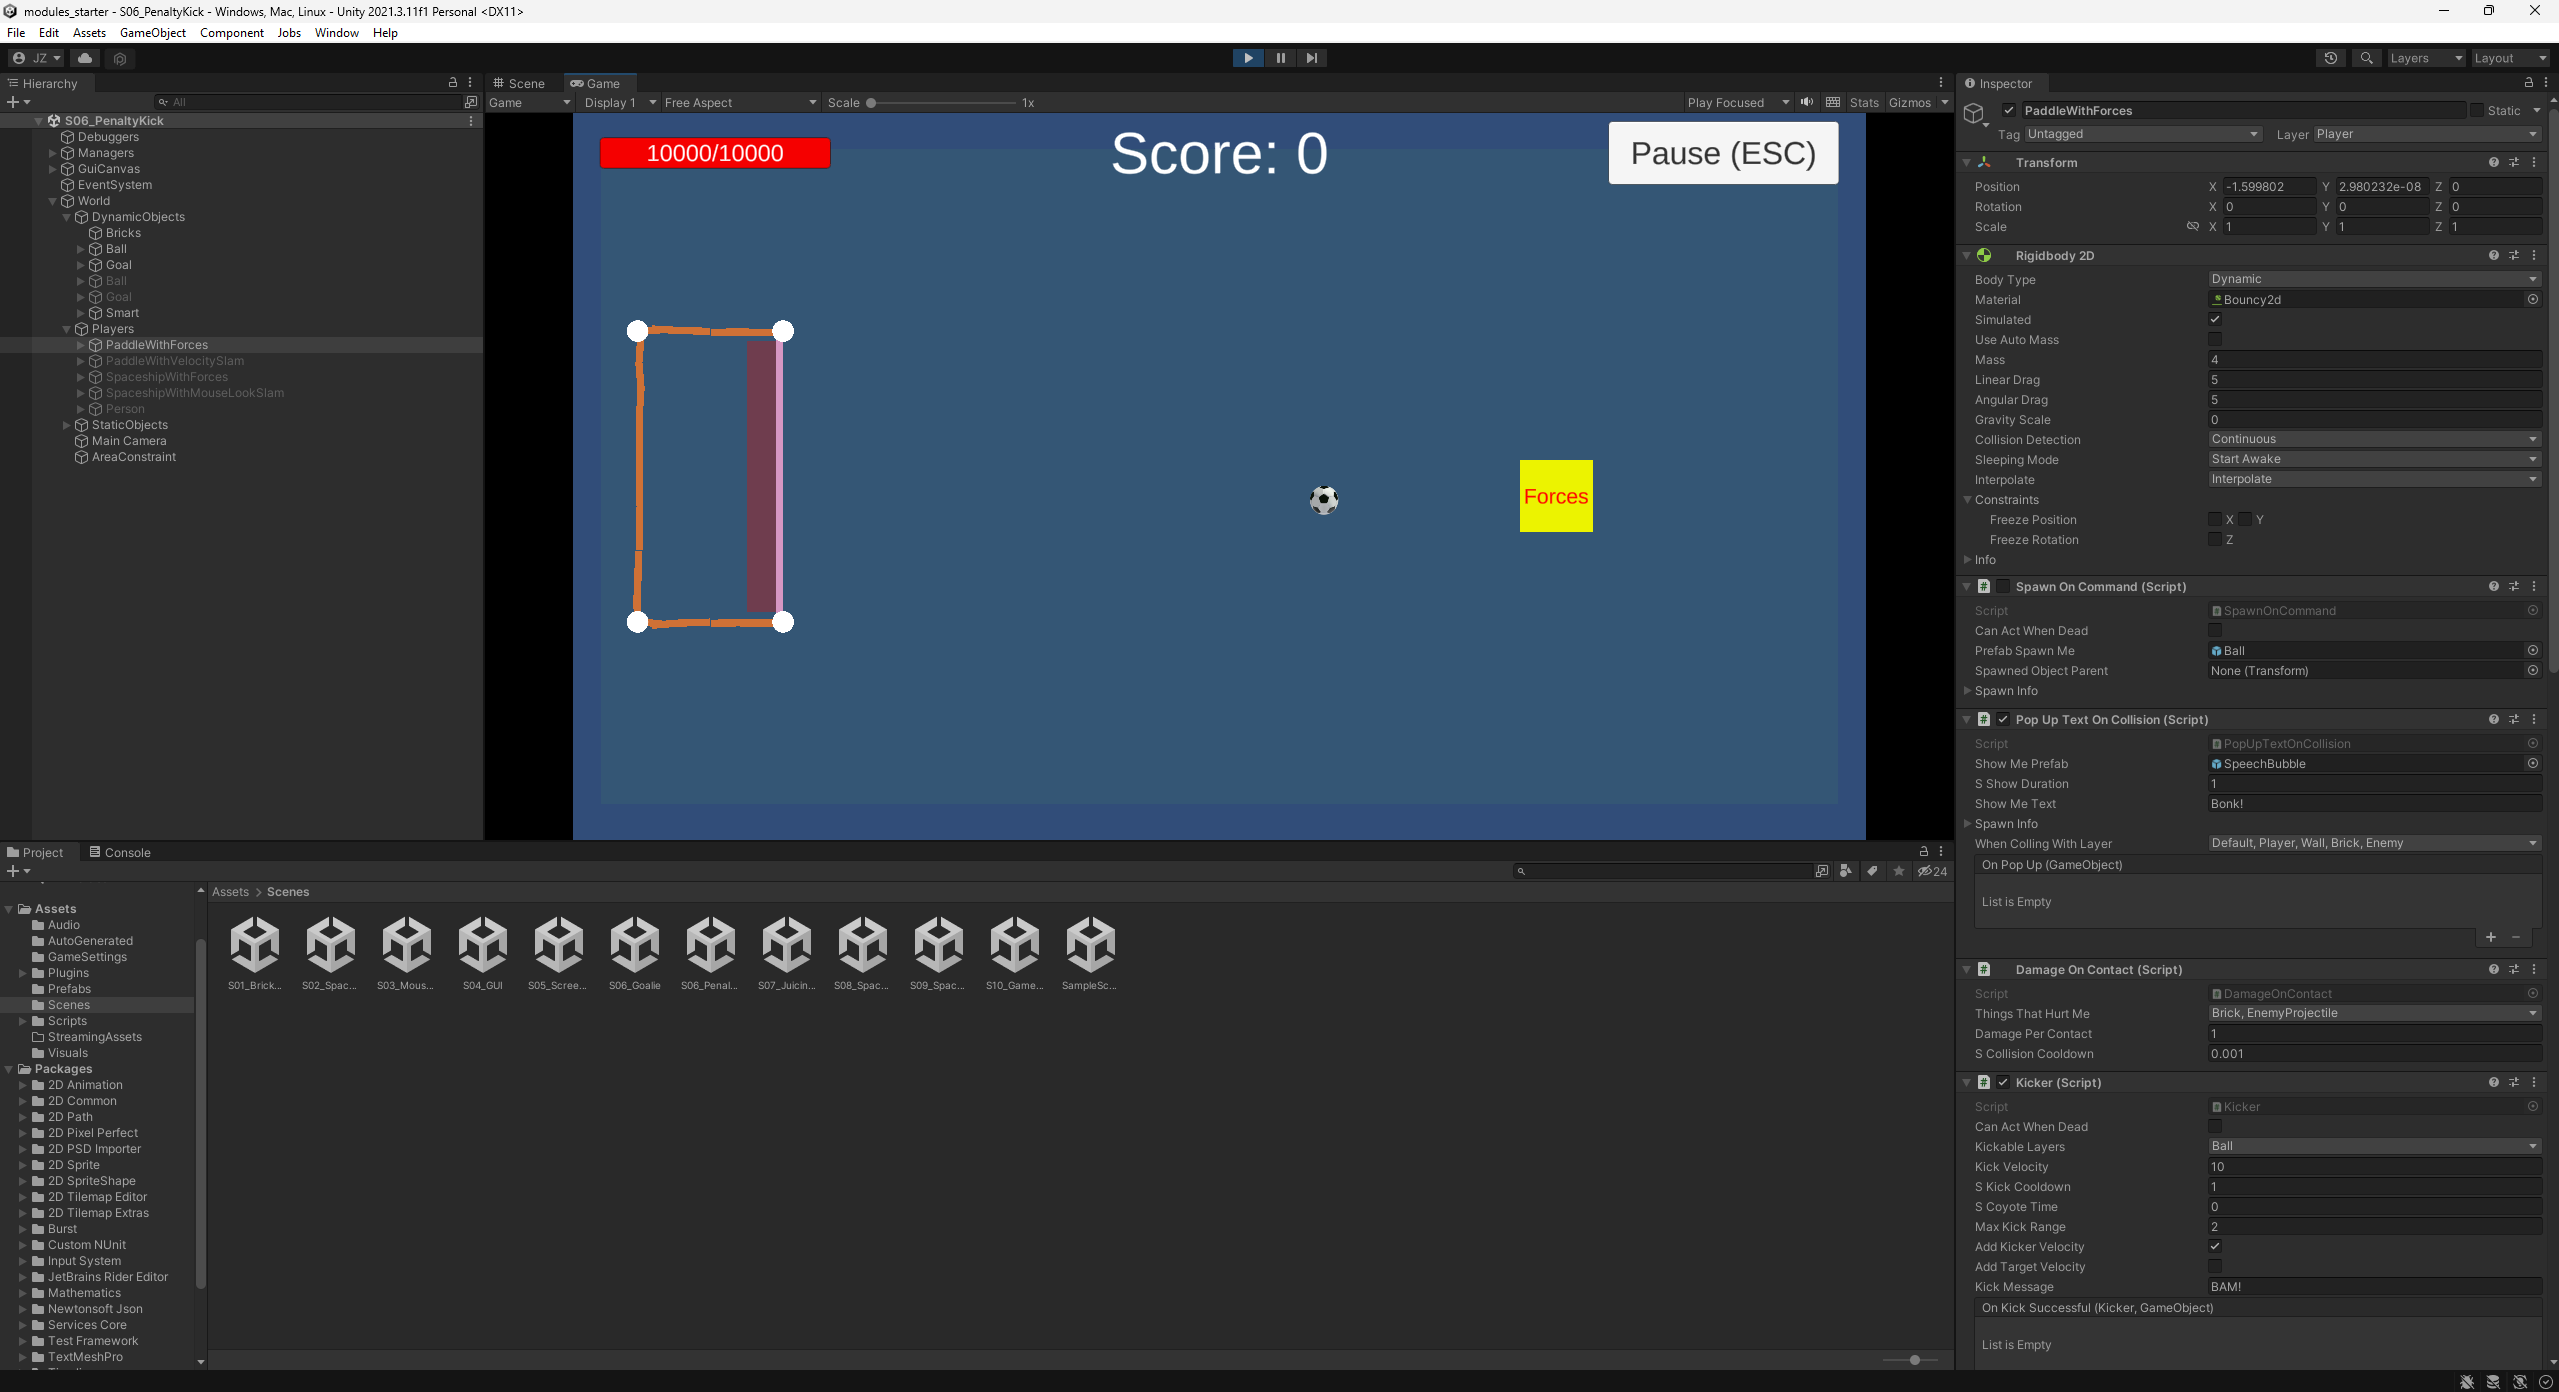 modules_starter - S06_PenaltyKick - Windows, Mac, Linux - Unity 2021.3.11f1 Personal <DX11>
File Edit Assets GameObject Component Jobs Window Help
JZ Layers Layout
Hierarchy
All
S06_PenaltyKick
Debuggers
Managers
GuiCanvas
EventSystem
World
DynamicObjects
Bricks
Ball
Goal
Ball
Goal
Smart
Players
PaddleWithForces
PaddleWithVelocitySlam
SpaceshipWithForces
SpaceshipWithMouseLookSlam
Person
StaticObjects
Main Camera
AreaConstraint
Scene Game
Game Display 1 Free Aspect Scale 1x Play Focused Stats Gizmos
10000/10000 Score: 0 Pause (ESC)
Forces
Project Console
24
Assets
Audio
AutoGenerated
GameSettings
Plugins
Prefabs
Scenes
Scripts
StreamingAssets
Visuals
Packages
2D Animation
2D Common
2D Path
2D Pixel Perfect
2D PSD Importer
2D Sprite
2D SpriteShape
2D Tilemap Editor
2D Tilemap Extras
Burst
Custom NUnit
Input System
JetBrains Rider Editor
Mathematics
Newtonsoft Json
Services Core
Test Framework
TextMeshPro
Assets > Scenes
S01_Brick... S02_Spac... S03_Mous... S04_GUI S05_Scree... S06_Goalie S06_Penal... S07_Juicin... S08_Spac... S09_Spac... S10_Game... SampleSc...
Inspector
PaddleWithForces Static
Tag Untagged Layer Player
Transform
Position X -1.599802 Y 2.980232e-08 Z 0
Rotation X 0 Y 0 Z 0
Scale X 1 Y 1 Z 1
Rigidbody 2D
Body Type Dynamic
Material Bouncy2d
Simulated
Use Auto Mass
Mass 4
Linear Drag 5
Angular Drag 5
Gravity Scale 0
Collision Detection Continuous
Sleeping Mode Start Awake
Interpolate Interpolate
Constraints
Freeze Position X Y
Freeze Rotation Z
Info
Spawn On Command (Script)
Script SpawnOnCommand
Can Act When Dead
Prefab Spawn Me Ball
Spawned Object Parent None (Transform)
Spawn Info
Pop Up Text On Collision (Script)
Script PopUpTextOnCollision
Show Me Prefab SpeechBubble
S Show Duration 1
Show Me Text Bonk!
Spawn Info
When Colling With Layer Default, Player, Wall, Brick, Enemy
On Pop Up (GameObject)
List is Empty
Damage On Contact (Script)
Script DamageOnContact
Things That Hurt Me Brick, EnemyProjectile
Damage Per Contact 1
S Collision Cooldown 0.001
Kicker (Script)
Script Kicker
Can Act When Dead
Kickable Layers Ball
Kick Velocity 10
S Kick Cooldown 1
S Coyote Time 0
Max Kick Range 2
Add Kicker Velocity
Add Target Velocity
Kick Message BAM!
On Kick Successful (Kicker, GameObject)
List is Empty